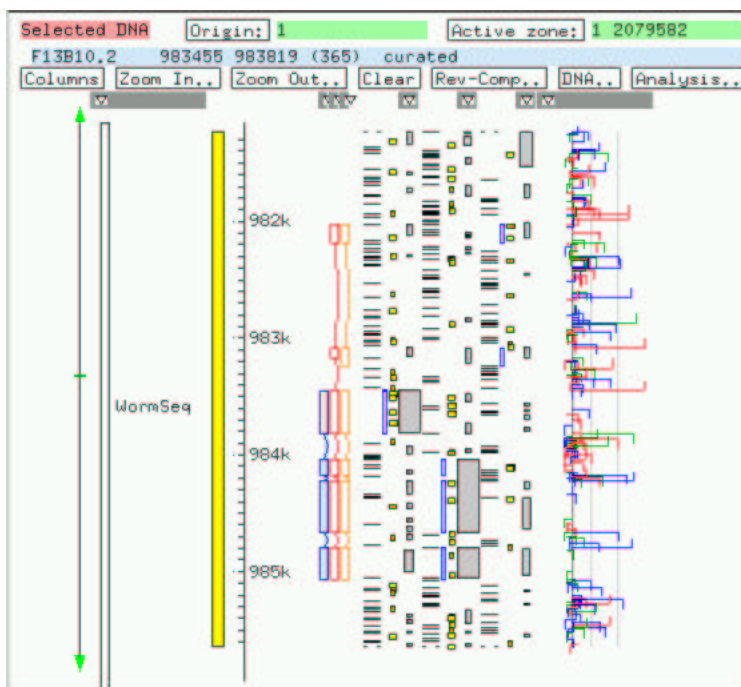 Selected DNA Origin: 1 Active zone: 1 2079582
F13B10.2 983455 983819 (365) curated
Columns Zoom In.. Zoom Out.. Clear Rev-Comp.. DNA.. Analysis..
982k
983k
WormSeq
984k
985k